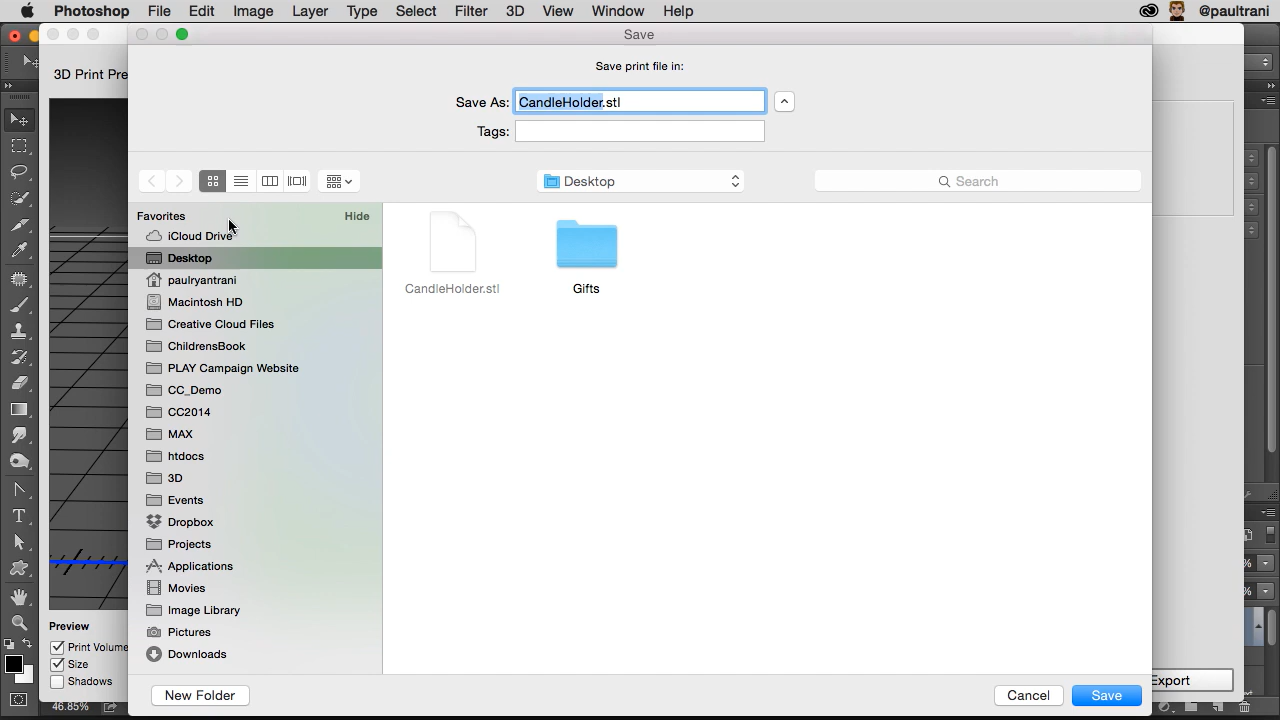 Photoshop File Edit Image Layer Type Select Filter 3D View Window Help @paultrani
Save
3D Print Pre
Save print file in:
Save As: CandleHolder.stl
Tags:
Desktop
Search
Favorites Hide
iCloud Drive
Desktop
paulryantrani
Macintosh HD
Creative Cloud Files
ChildrensBook
PLAY Campaign Website
CC_Demo
CC2014
MAX
htdocs
3D
Events
Dropbox
Projects
Applications
Movies
Image Library
Pictures
Downloads
CandleHolder.stl
Gifts
Preview
Print Volume
Size
Shadows
46.85%
%
%
New Folder
Cancel
Save
Export